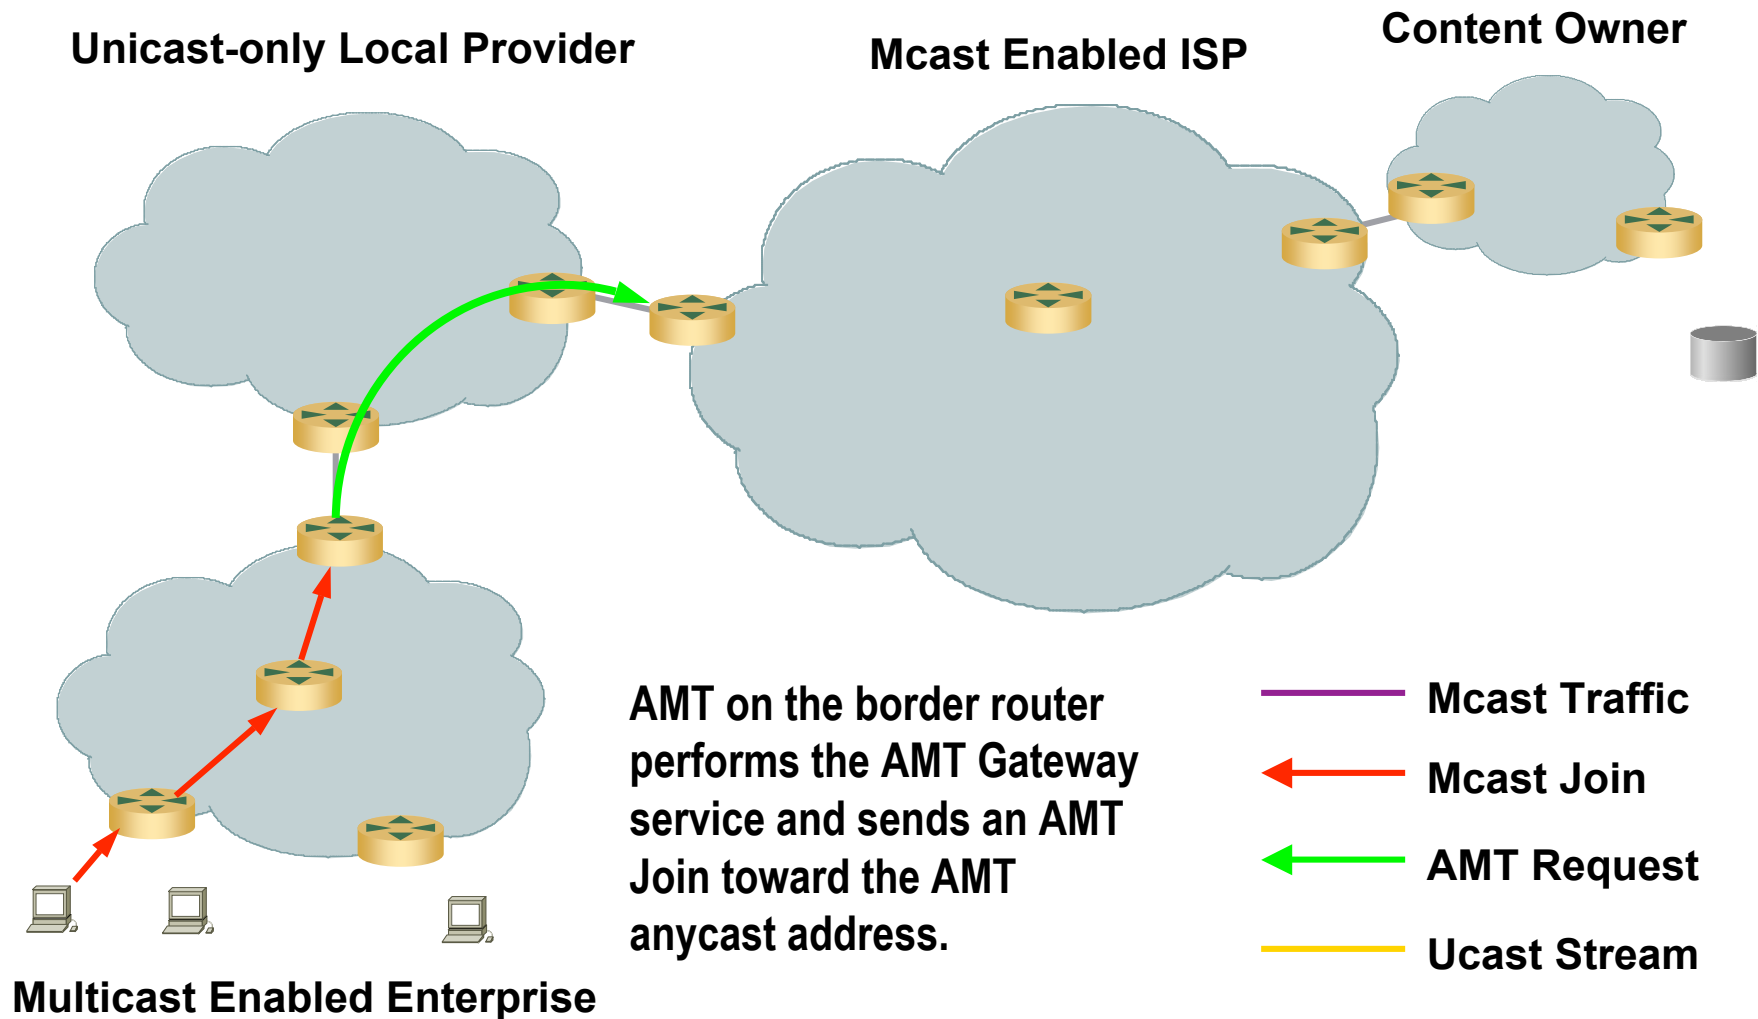 Unicast-only Local Provider
Mcast Enabled ISP
Content Owner
AMT on the border router
performs the AMT Gateway
service and sends an AMT
Join toward the AMT
anycast address.
Mcast Traffic
Mcast Join
AMT Request
Ucast Stream
Multicast Enabled Enterprise